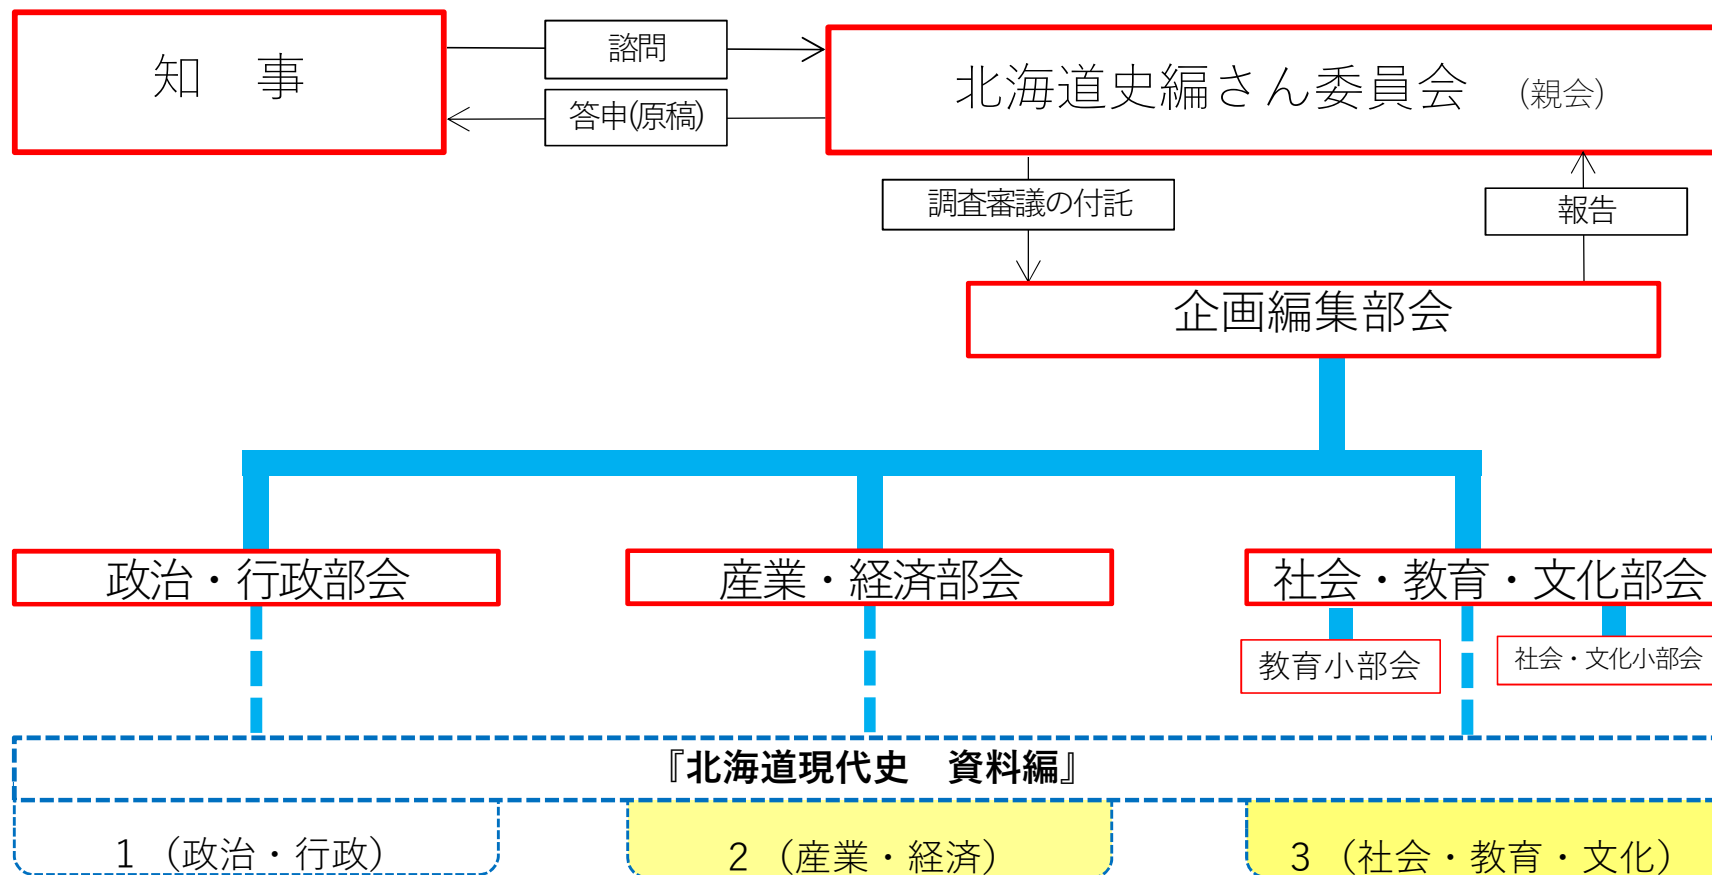 知　事
諮問
答申(原稿)
北海道史編さん委員会　（親会）
調査審議の付託
報告
企画編集部会
政治・行政部会
産業・経済部会
社会・教育・文化部会
教育小部会
社会・文化小部会
『北海道現代史　資料編』
1　（政治・行政）
2　（産業・経済）
3　（社会・教育・文化）